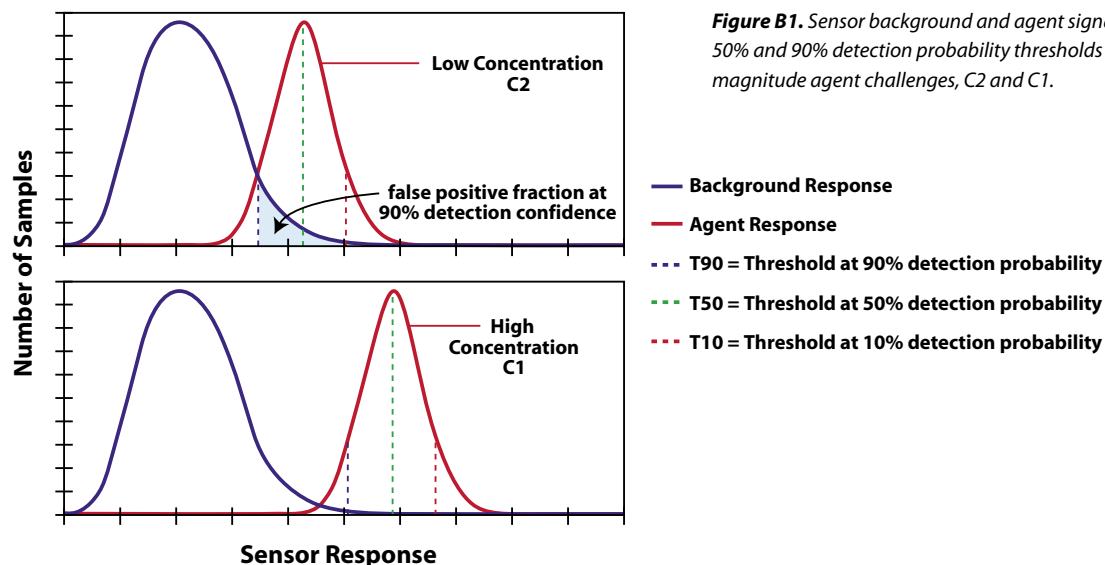 Figure B1. Sensor background and agent
50% and 90% detection probability thresholds
magnitude agent challenges, C2 and C1.
Number of Samples
Low Concentration
C2
false positive fraction at
90% detection confidence
High
Concentration
C1
Sensor Response
Background Response
Agent Response
T90 = Threshold at 90% detection probability
T50 = Threshold at 50% detection probability
T10 = Threshold at 10% detection probability